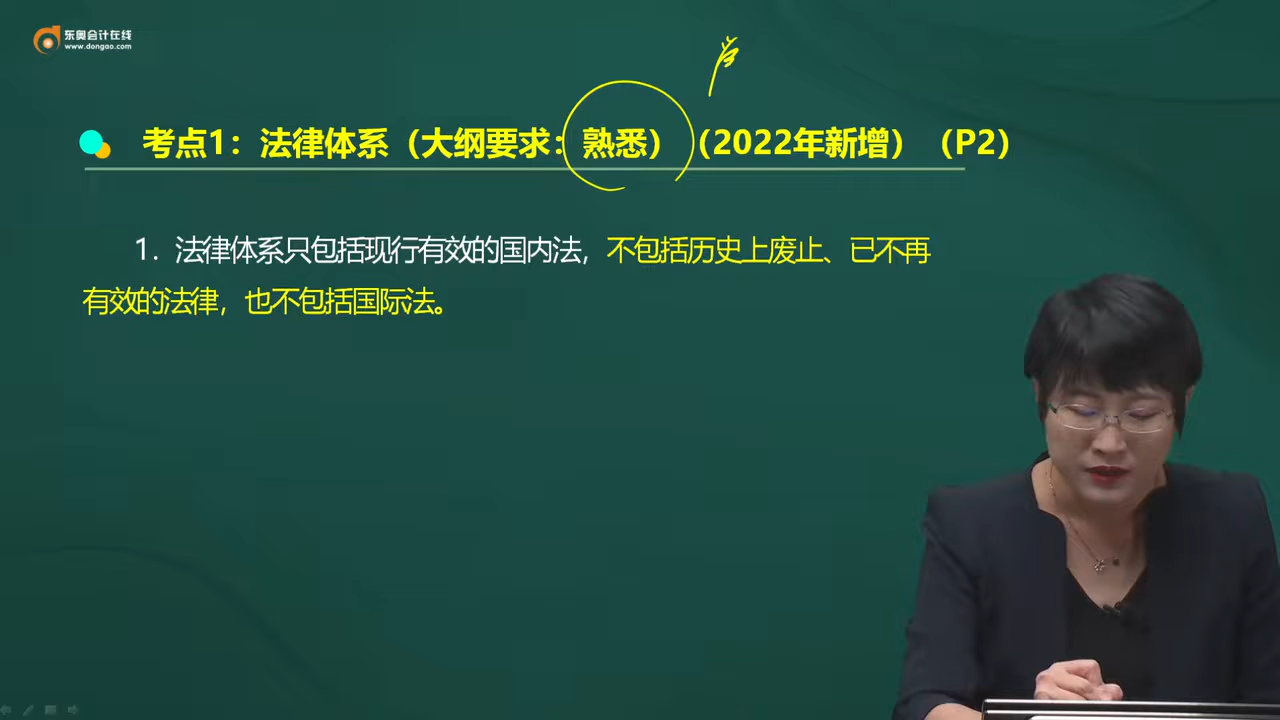 东奥会计在线
www.dongao.com
考点1：法律体系（大纲要求：熟悉）（2022年新增）（P2）
1. 法律体系只包括现行有效的国内法，不包括历史上废止、已不再
有效的法律，也不包括国际法。